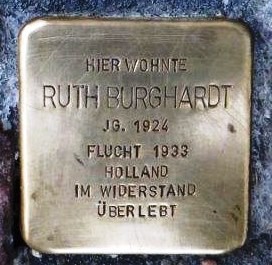 HIER WOHNTE
RUTH BURGHARDT
JG. 1924
FLUCHT 1933
HOLLAND
IM WIDERSTAND
ÜBERLEBT